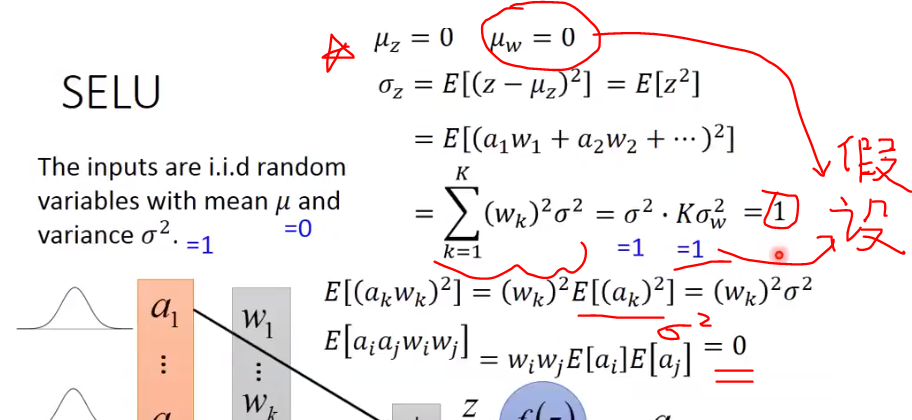 μ_z = 0 μ_w = 0
SELU
σ_z = E[(z − μ_z)²] = E[z²]
= E[(a₁w₁ + a₂w₂ + ⋯)²]
The inputs are i.i.d random
variables with mean μ and
variance σ².
=1
=0
= ∑_{k=1}^{K} (w_k)²σ² = σ² · Kσ_w² = 1
=1 =1
假
设
E[(a_k w_k)²] = (w_k)²E[(a_k)²] = (w_k)²σ²
σ²
E[a_i a_j w_i w_j] = w_i w_j E[a_i]E[a_j] = 0
a₁
⋮
w₁
⋮
w_k
z